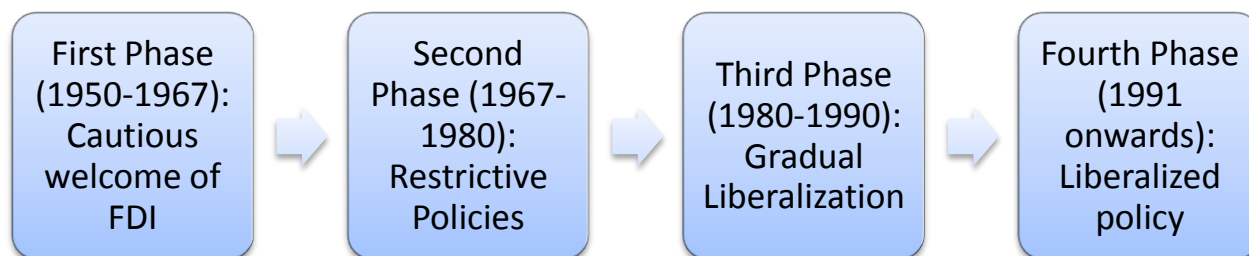 First Phase
(1950-1967):
Cautious
welcome of
FDI
Second
Phase (1967-
1980):
Restrictive
Policies
Third Phase
(1980-1990):
Gradual
Liberalization
Fourth Phase
(1991
onwards):
Liberalized
policy